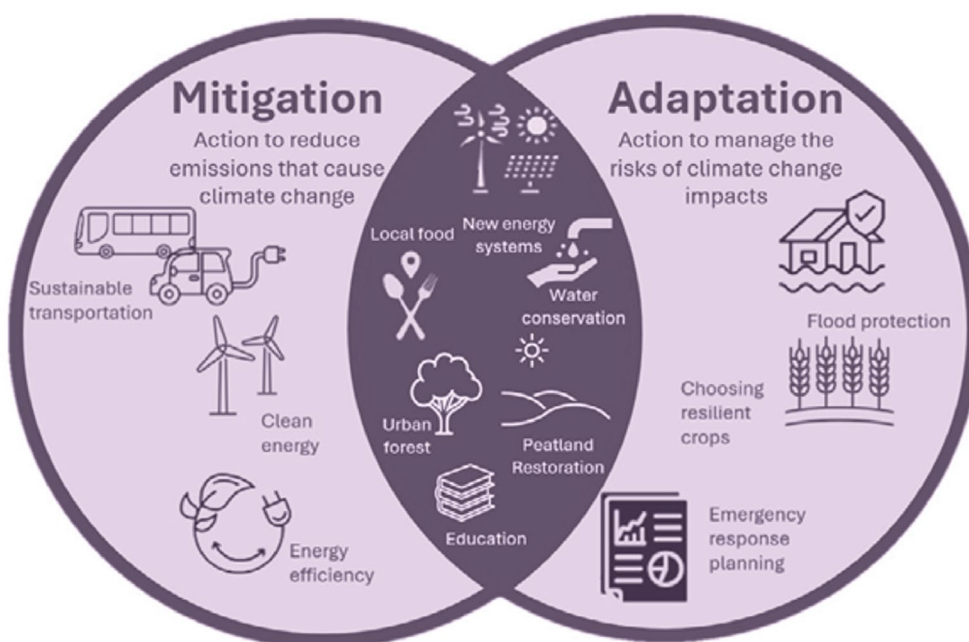 Mitigation
Action to reduce
emissions that cause
climate change
Sustainable
transportation
Clean
energy
Energy
efficiency
New energy
systems
Local food
Water
conservation
Urban
forest
Peatland
Restoration
Education
Adaptation
Action to manage the
risks of climate change
impacts
Flood protection
Choosing
resilient
crops
Emergency
response
planning